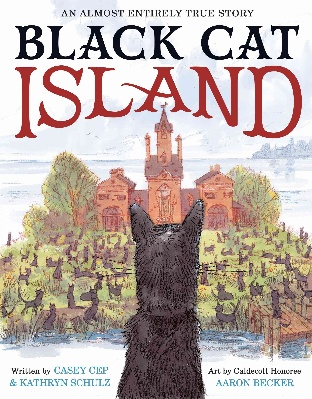 AN ALMOST ENTIRELY TRUE STORY
BLACK CAT
ISLAND
Written by CASEY CEP
& KATHRYN SCHULZ
Art by Caldecott Honoree
AARON BECKER